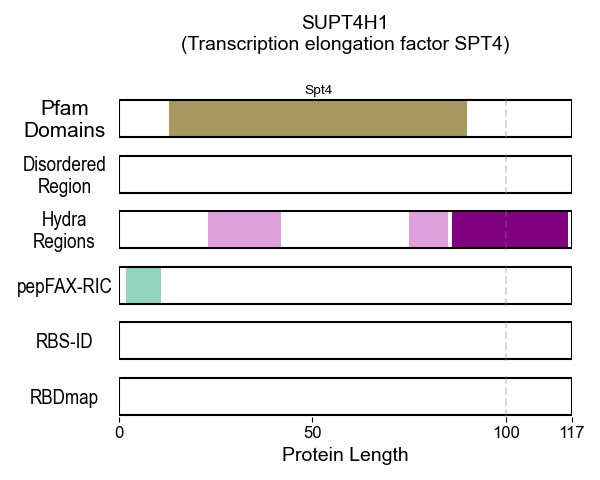 SUPT4H1
(Transcription elongation factor SPT4)
Spt4
Pfam
Domains
Disordered
Region
Hydra
Regions
pepFAX-RIC
RBS-ID
RBDmap
0 50 100 117
Protein Length